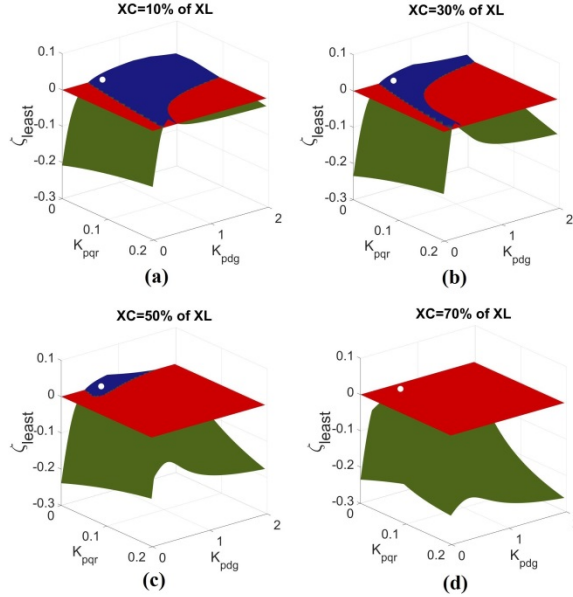 XC=10% of XL
0.1
0
-0.1
-0.2
-0.3
ζleast
0
0.1
0.2
Kpqr
0
1
2
Kpdg
(a)
XC=30% of XL
0.1
0
-0.1
-0.2
-0.3
ζleast
0
0.1
0.2
Kpqr
0
1
2
Kpdg
(b)
XC=50% of XL
0.1
0
-0.1
-0.2
-0.3
ζleast
0
0.1
0.2
Kpqr
0
1
2
Kpdg
(c)
XC=70% of XL
0.1
0
-0.1
-0.2
-0.3
ζleast
0
0.1
0.2
Kpqr
0
1
2
Kpdg
(d)